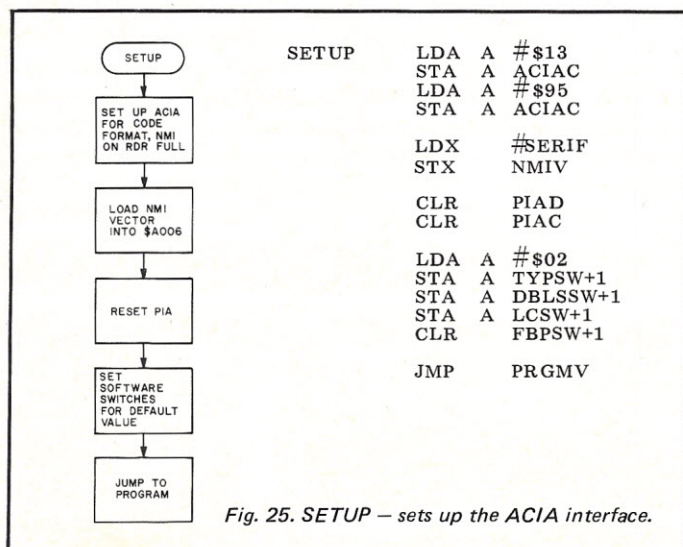 SETUP
SET UP ACIA
FOR CODE
FORMAT, NMI
ON RDR FULL
LOAD NMI
VECTOR
INTO $A006
RESET PIA
SET
SOFTWARE
SWITCHES
FOR DEFAULT
VALUE
JUMP TO
PROGRAM
SETUP LDA A #$13
STA A ACIAC
LDA A #$95
STA A ACIAC
LDX #SERIF
STX NMIV
CLR PIAD
CLR PIAC
LDA A #$02
STA A TYPSW+1
STA A DBLSSW+1
STA A LCSW+1
CLR FBPSW+1
JMP PRGMV
Fig. 25. SETUP — sets up the ACIA interface.